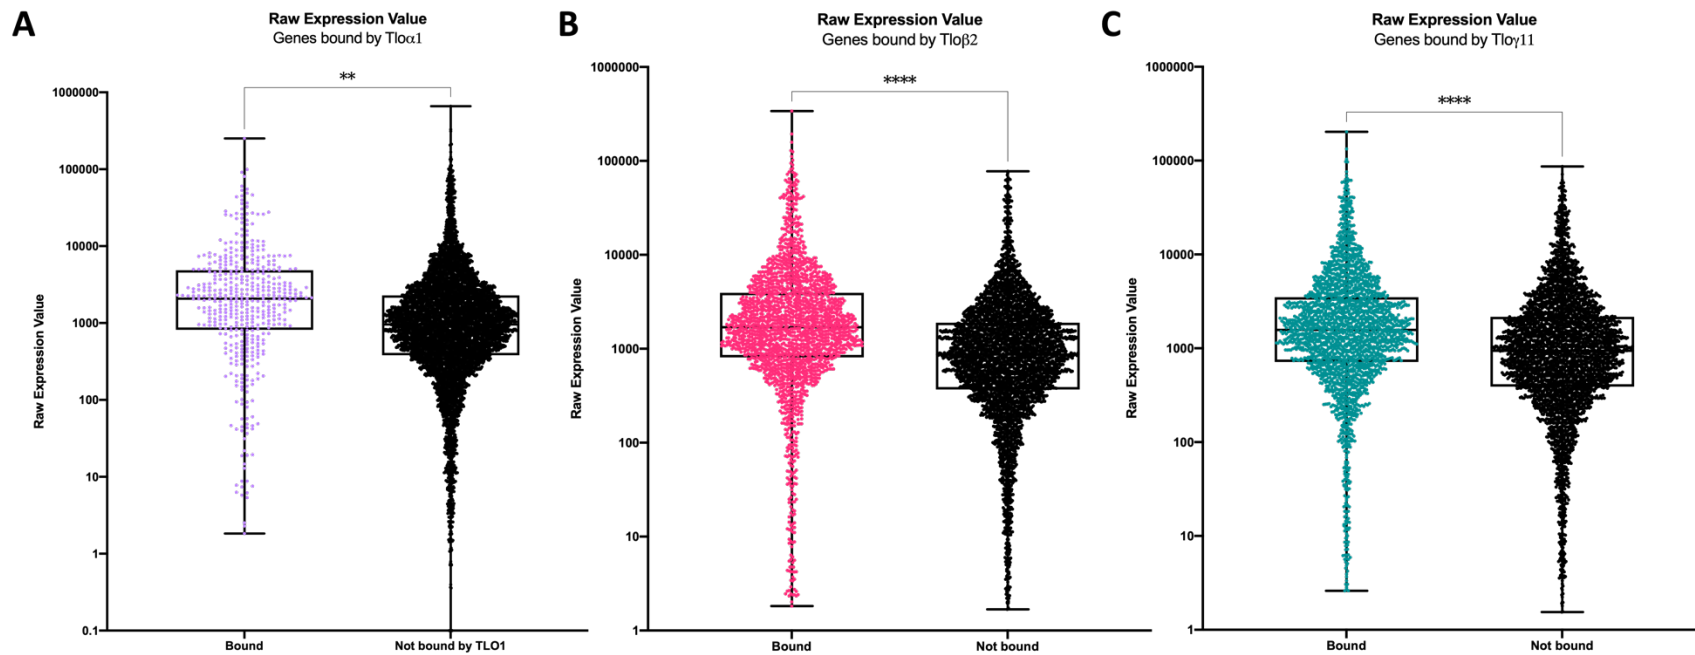 A
Raw Expression Value
Genes bound by Tloα1
**
Raw Expression Value
1000000
100000
10000
1000
100
10
1
0.1
Bound
Not bound by TLO1
B
Raw Expression Value
Genes bound by Tloβ2
****
Raw Expression Value
1000000
100000
10000
1000
100
10
1
Bound
Not bound
C
Raw Expression Value
Genes bound by Tloγ11
****
Raw Expression Value
1000000
100000
10000
1000
100
10
1
Bound
Not bound